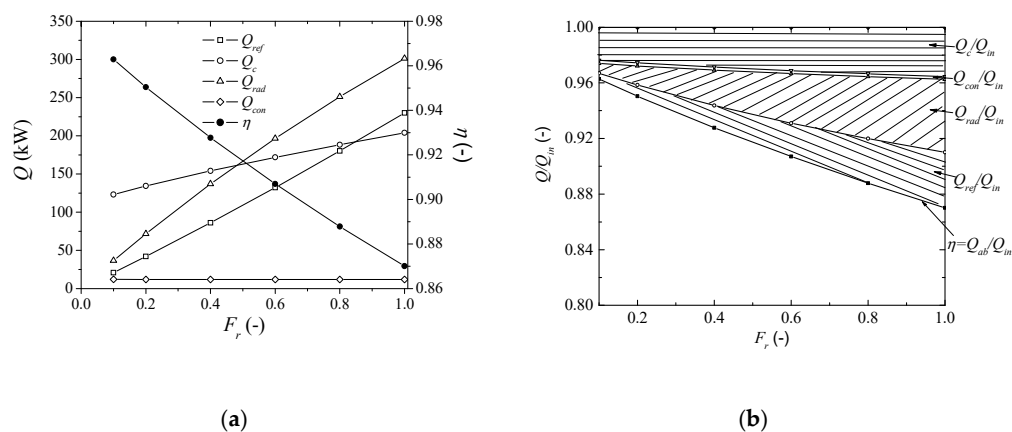 350
300
250
200
150
100
50
0
Q (kW)
Q_ref
Q_c
Q_rad
Q_con
η
0.98
0.96
0.94
0.92
0.90
0.88
0.86
η (-)
0.0 0.2 0.4 0.6 0.8 1.0
F_r (-)
(a)
1.00
0.96
0.92
0.88
0.84
0.80
Q/Q_in (-)
Q_c/Q_in
Q_con/Q_in
Q_rad/Q_in
Q_ref/Q_in
η=Q_ab/Q_in
0.2 0.4 0.6 0.8 1.0
F_r (-)
(b)